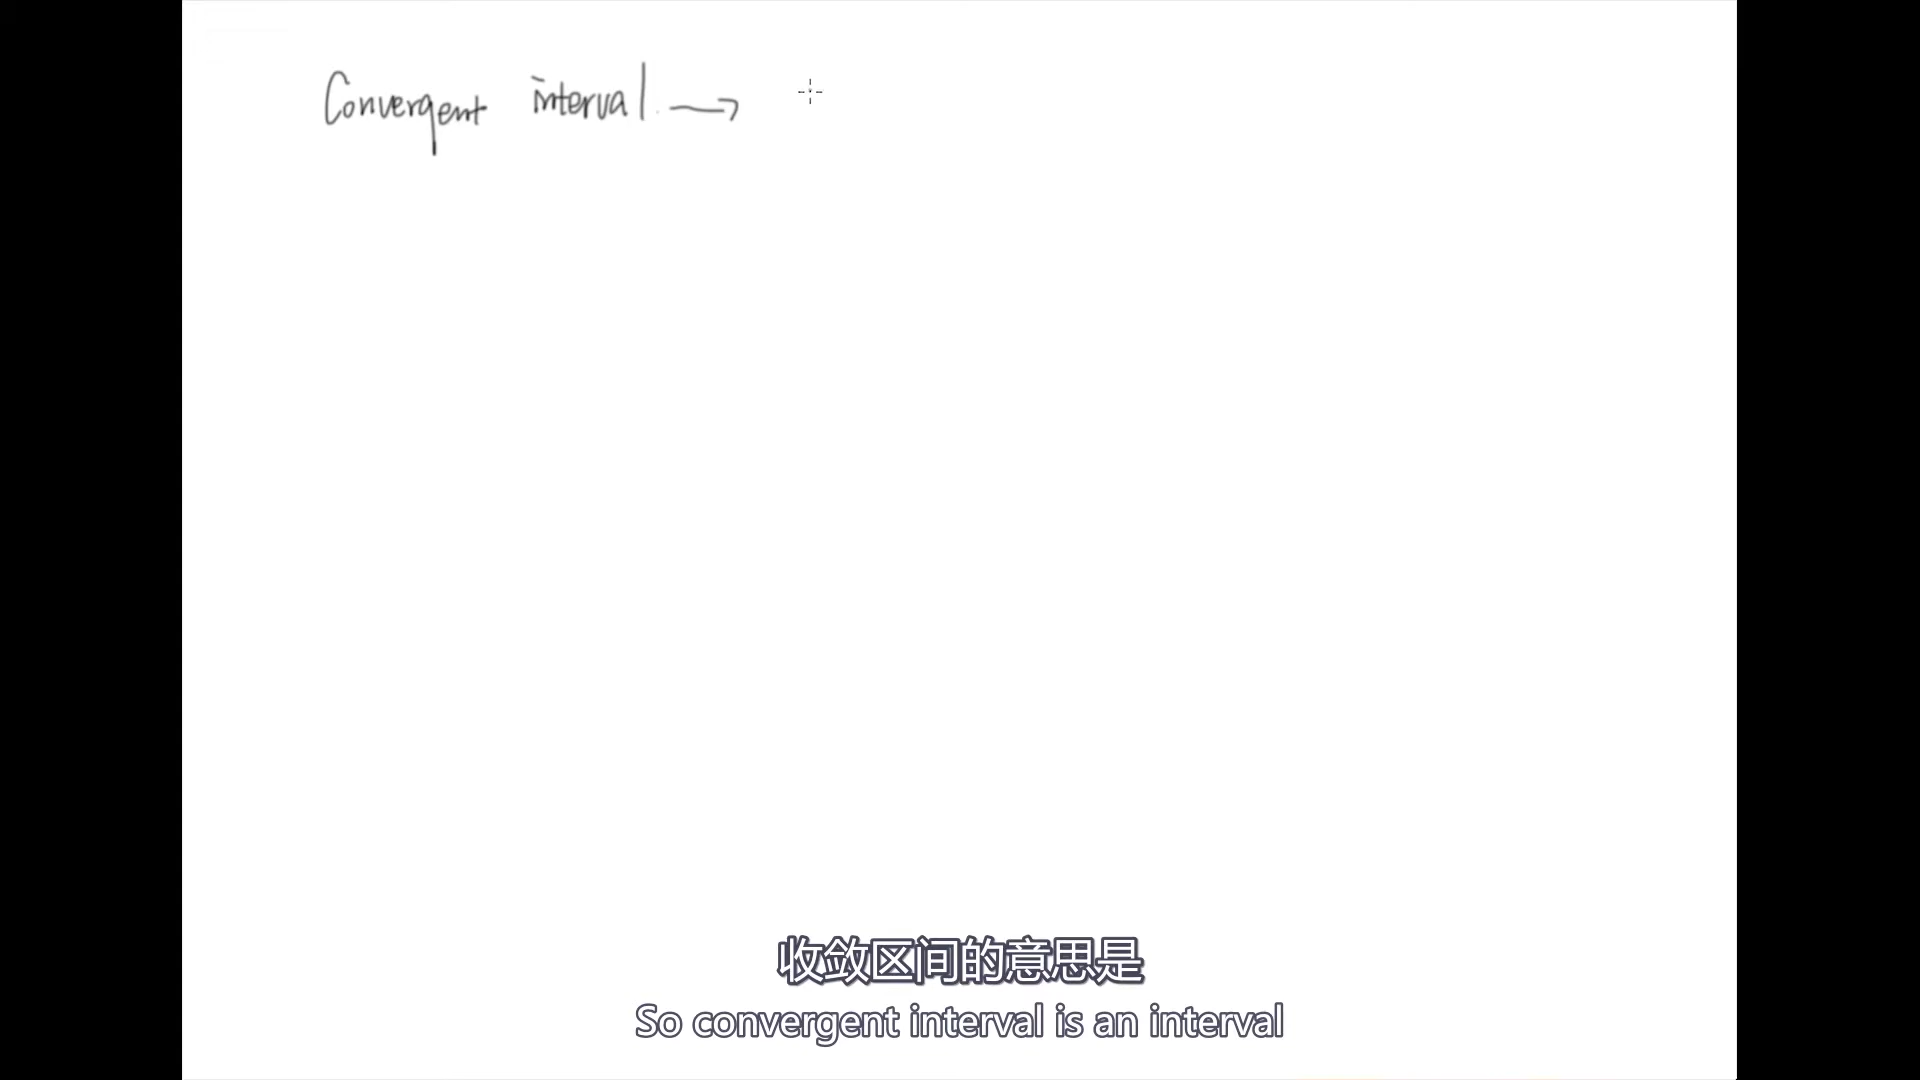 Convergent interval. →
收敛区间的意思是
So convergent interval is an interval